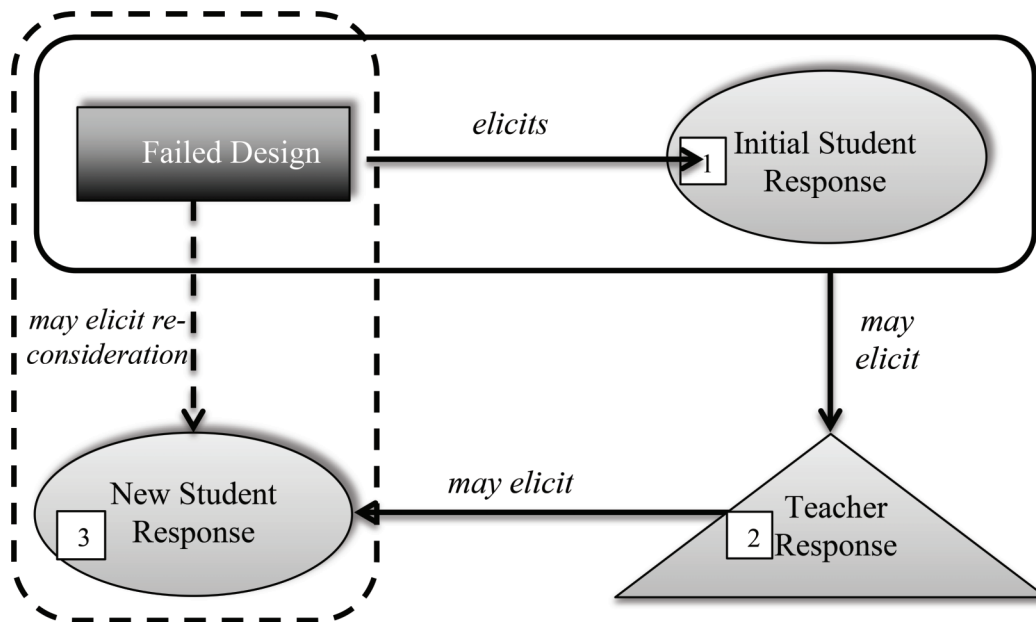 elicits
Failed Design
1
Initial Student
Response
may elicit re-
consideration
may
elicit
New Student
Response
3
may elicit
2
Teacher
Response